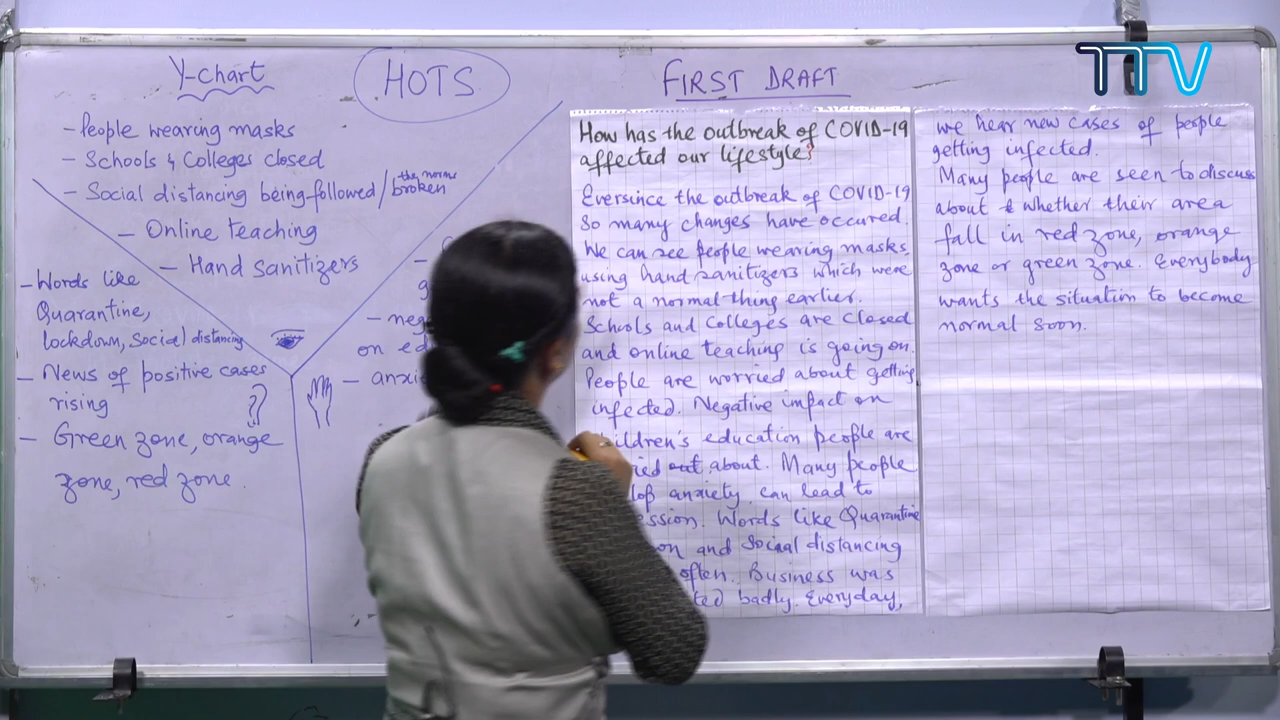 Y-chart
HOTS
FIRST DRAFT
TTV
- People wearing masks
- Schools & Colleges closed
- Social distancing being followed/the norms broken
- Online teaching
- Hand sanitizers
- Words like
Quarantine,
lockdown, Social distancing
- News of positive cases
rising
- Green zone, orange
zone, red zone.
- neg
on ed
- anxi
How has the outbreak of COVID-19
affected our lifestyle?
Eversince the outbreak of COVID-19
So many changes have occured.
We can see people wearing masks,
using hand sanitizers which were
not a normal thing earlier.
Schools and Colleges are closed
and online teaching is going on.
People are worried about getting
infected. Negative impact on
children's education people are
ried out about. Many people
lop anxiety, can lead to
ession. Words like Quarantine
on and Social distancing
often. Business was
ted badly. Everyday,
we hear new cases of people
getting infected.
Many people are seen to discuss
about whether their area
fall in red zone, orange
zone or green zone. Everybody
wants the situation to become
normal soon.